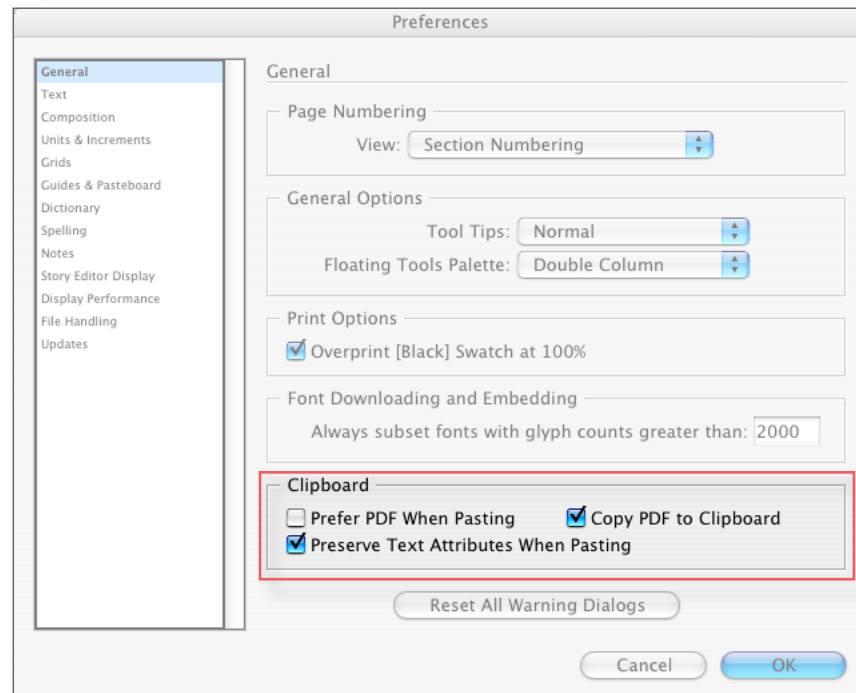 Preferences
General
Text
Composition
Units & Increments
Grids
Guides & Pasteboard
Dictionary
Spelling
Notes
Story Editor Display
Display Performance
File Handling
Updates
General
Page Numbering
View: Section Numbering
General Options
Tool Tips: Normal
Floating Tools Palette: Double Column
Print Options
Overprint [Black] Swatch at 100%
Font Downloading and Embedding
Always subset fonts with glyph counts greater than: 2000
Clipboard
Prefer PDF When Pasting Copy PDF to Clipboard
Preserve Text Attributes When Pasting
Reset All Warning Dialogs
Cancel OK